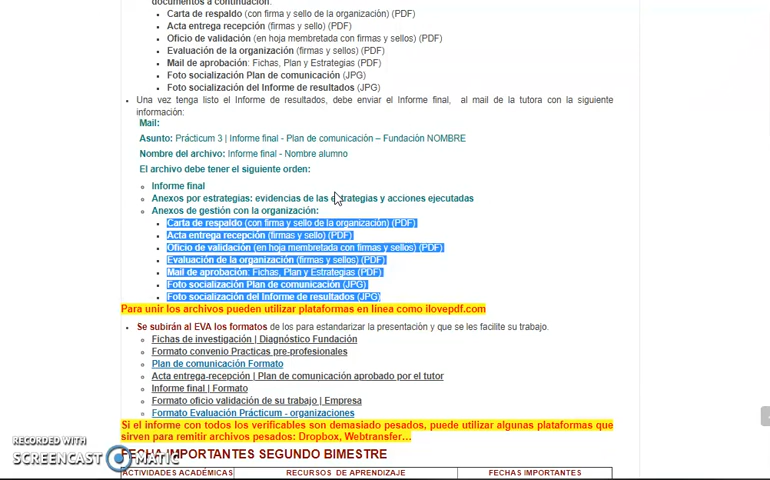 documentos a continuación:
Carta de respaldo (con firma y sello de la organización) (PDF)
Acta entrega recepción (firmas y sello) (PDF)
Oficio de validación (en hoja membretada con firmas y sellos) (PDF)
Evaluación de la organización (firmas y sellos) (PDF)
Mail de aprobación: Fichas, Plan y Estrategias (PDF)
Foto socialización Plan de comunicación (JPG)
Foto socialización del Informe de resultados (JPG)
Una vez tenga listo el Informe de resultados, debe enviar el Informe final, al mail de la tutora con la siguiente
información:
Mail:
Asunto: Prácticum 3 | Informe final - Plan de comunicación – Fundación NOMBRE
Nombre del archivo: Informe final - Nombre alumno
El archivo debe tener el siguiente orden:
Informe final
Anexos por estrategias: evidencias de las estrategias y acciones ejecutadas
Anexos de gestión con la organización:
Carta de respaldo (con firma y sello de la organización) (PDF)
Acta entrega recepción (firmas y sello) (PDF)
Oficio de validación (en hoja membretada con firmas y sellos) (PDF)
Evaluación de la organización (firmas y sellos) (PDF)
Mail de aprobación: Fichas, Plan y Estrategias (PDF)
Foto socialización Plan de comunicación (JPG)
Foto socialización del Informe de resultados (JPG)
Para unir los archivos pueden utilizar plataformas en línea como ilovepdf.com
Se subirán al EVA los formatos de los para estandarizar la presentación y que se les facilite su trabajo.
Fichas de investigación | Diagnóstico Fundación
Formato convenio Practicas pre-profesionales
Plan de comunicación Formato
Acta entrega-recepción | Plan de comunicación aprobado por el tutor
Informe final | Formato
Formato oficio validación de su trabajo | Empresa
Formato Evaluación Prácticum - organizaciones
Si el informe con todos los verificables son demasiado pesados, puede utilizar algunas plataformas que
sirven para remitir archivos pesados: Dropbox, Webtransfer…
RECORDED WITH
SCREENCAST MATIC
FECHA IMPORTANTES SEGUNDO BIMESTRE
ACTIVIDADES ACADÉMICAS RECURSOS DE APRENDIZAJE FECHAS IMPORTANTES